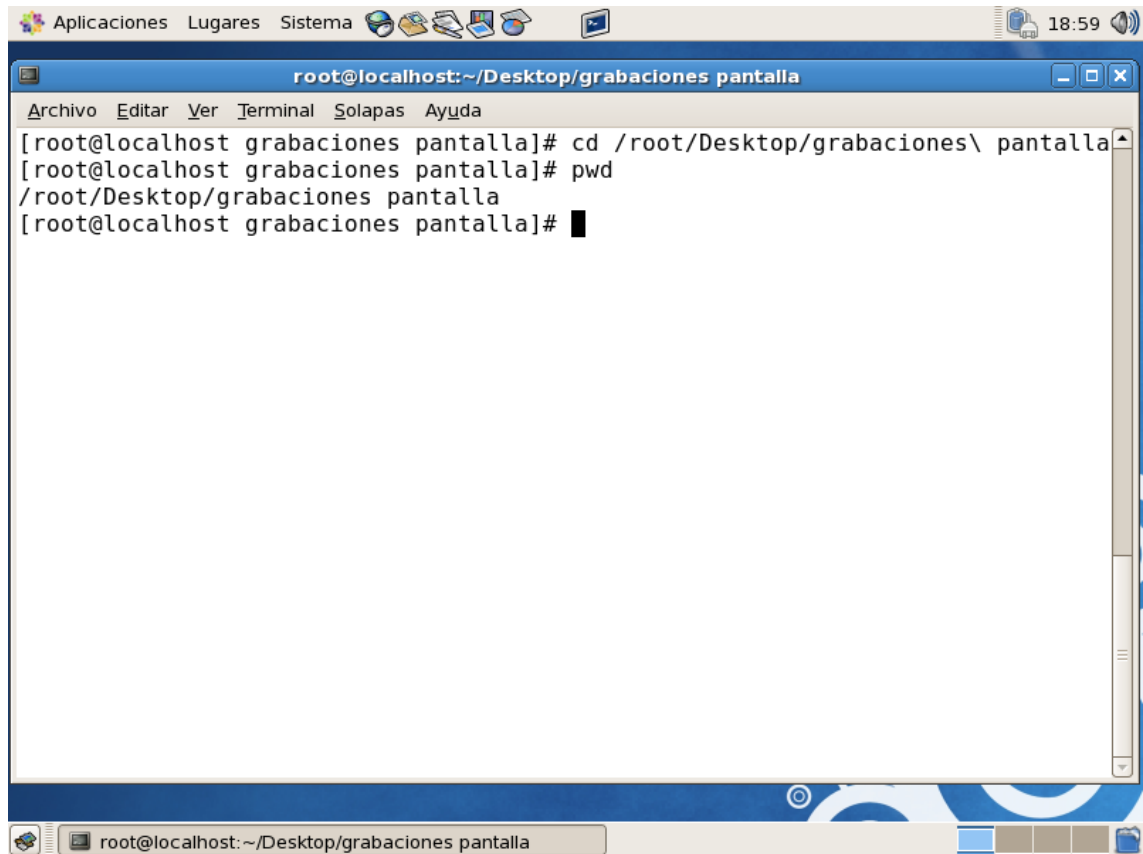 Aplicaciones Lugares Sistema 18:59
root@localhost:~/Desktop/grabaciones pantalla
Archivo Editar Ver Terminal Solapas Ayuda
[root@localhost grabaciones pantalla]# cd /root/Desktop/grabaciones\ pantalla
[root@localhost grabaciones pantalla]# pwd
/root/Desktop/grabaciones pantalla
[root@localhost grabaciones pantalla]#
root@localhost:~/Desktop/grabaciones pantalla